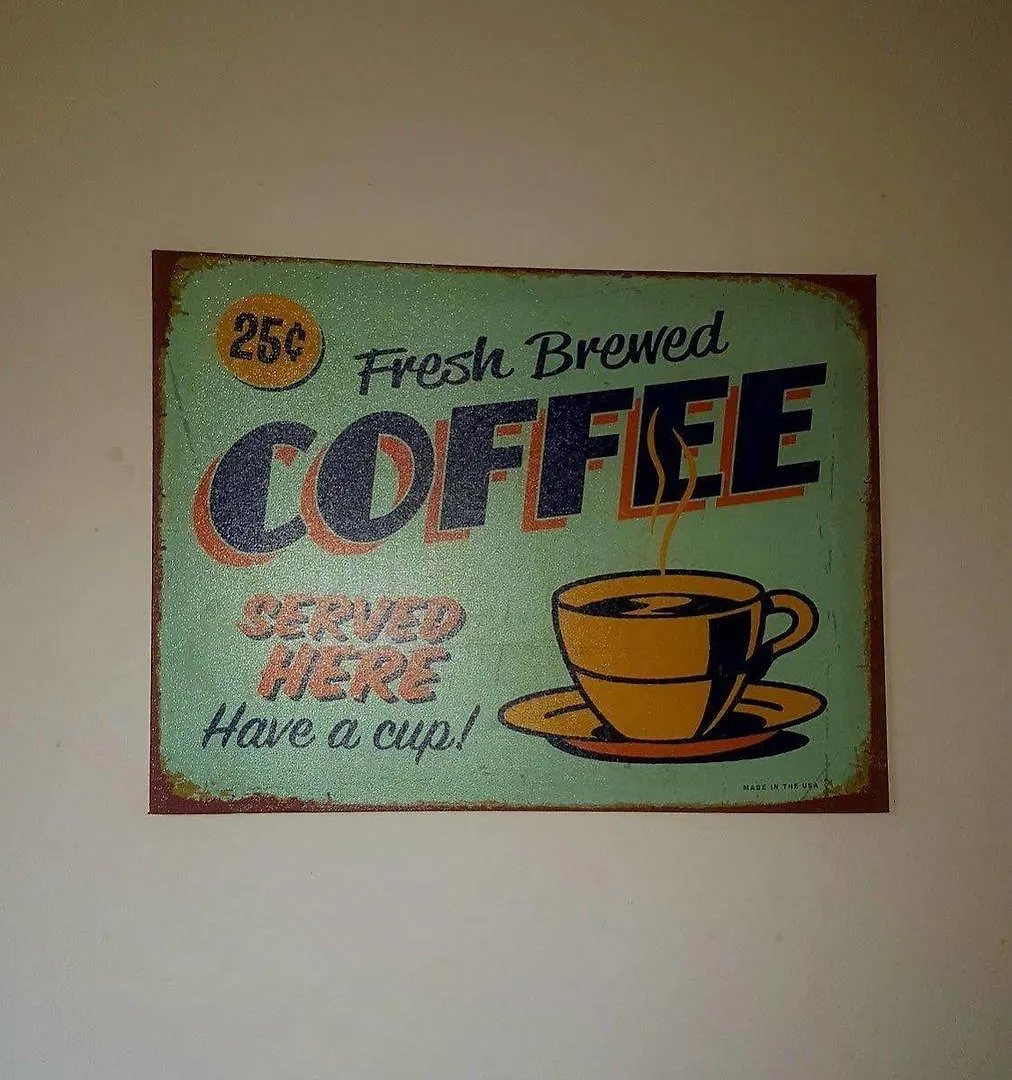 25¢
Fresh Brewed
COFFEE
SERVED
HERE
Have a cup!
MADE IN THE USA